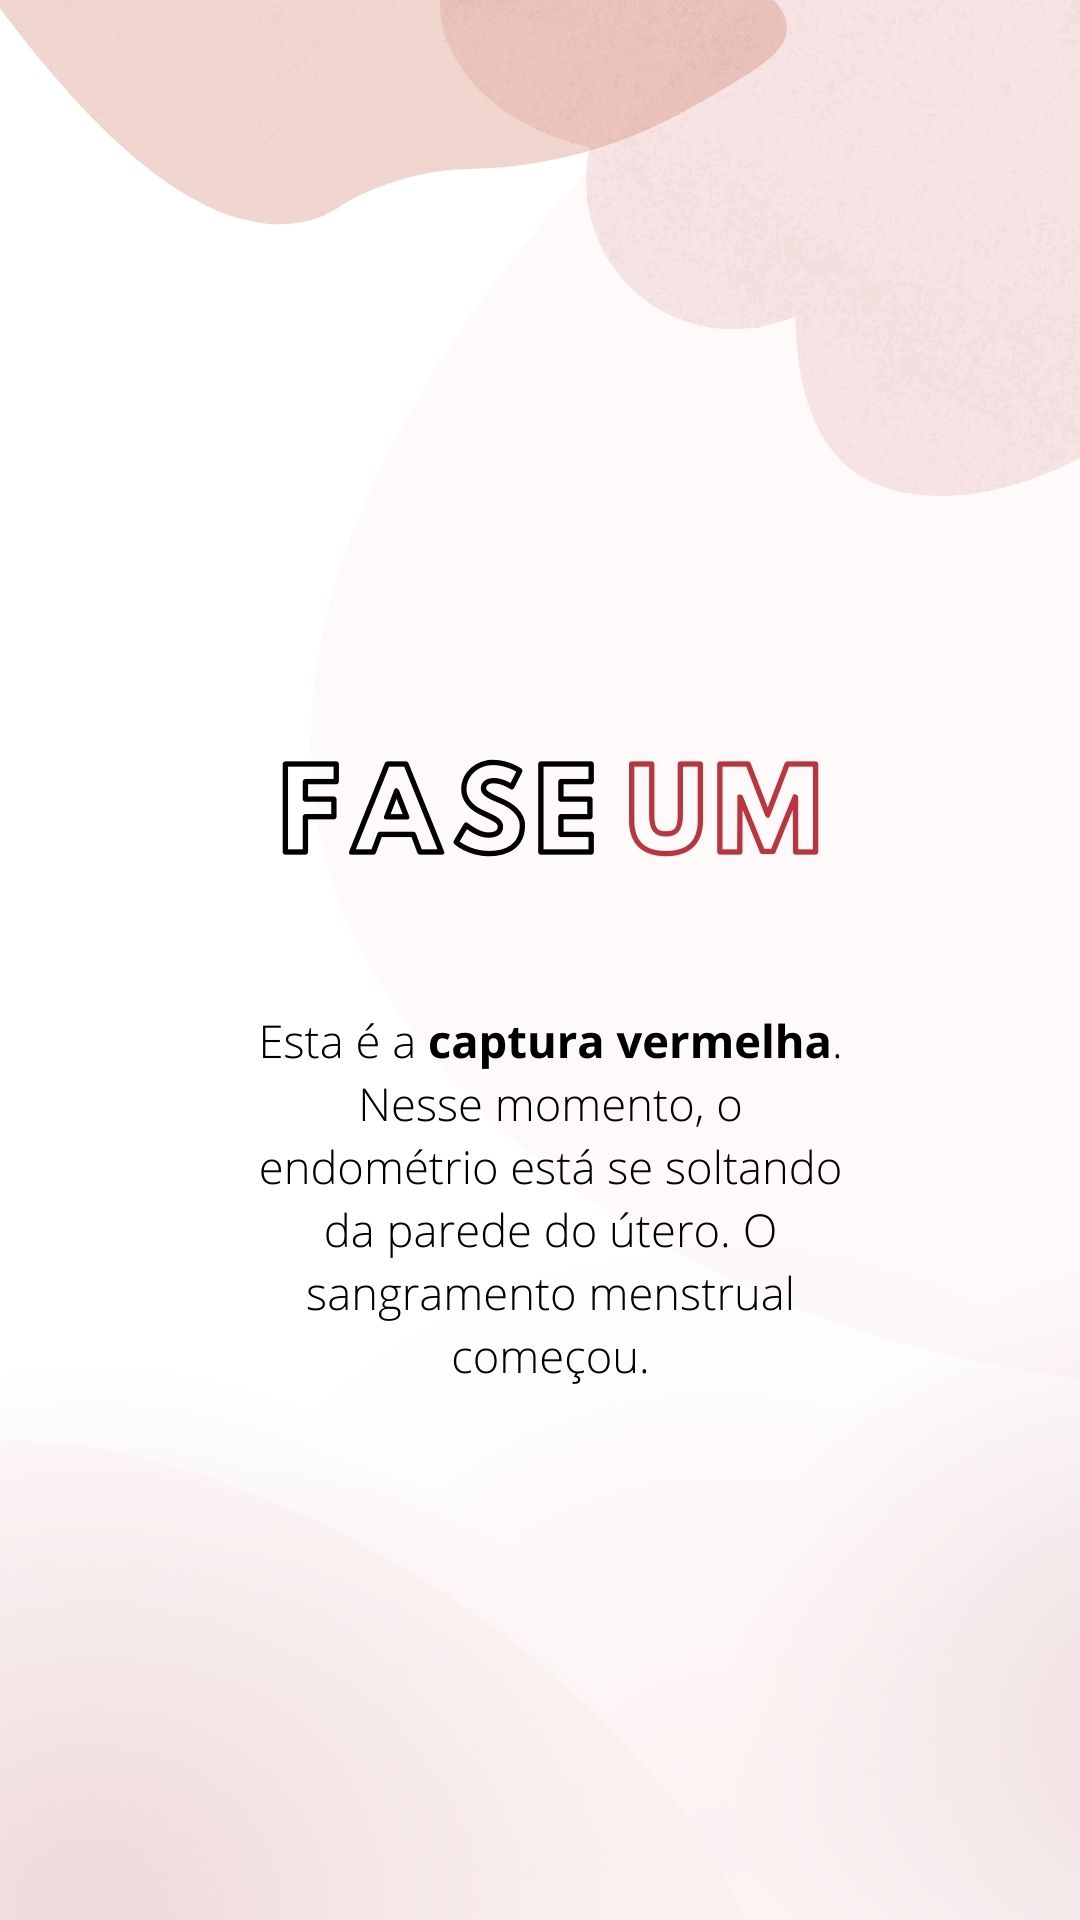 FASE UM
Esta é a captura vermelha.
Nesse momento, o
endométrio está se soltando
da parede do útero. O
sangramento menstrual
começou.